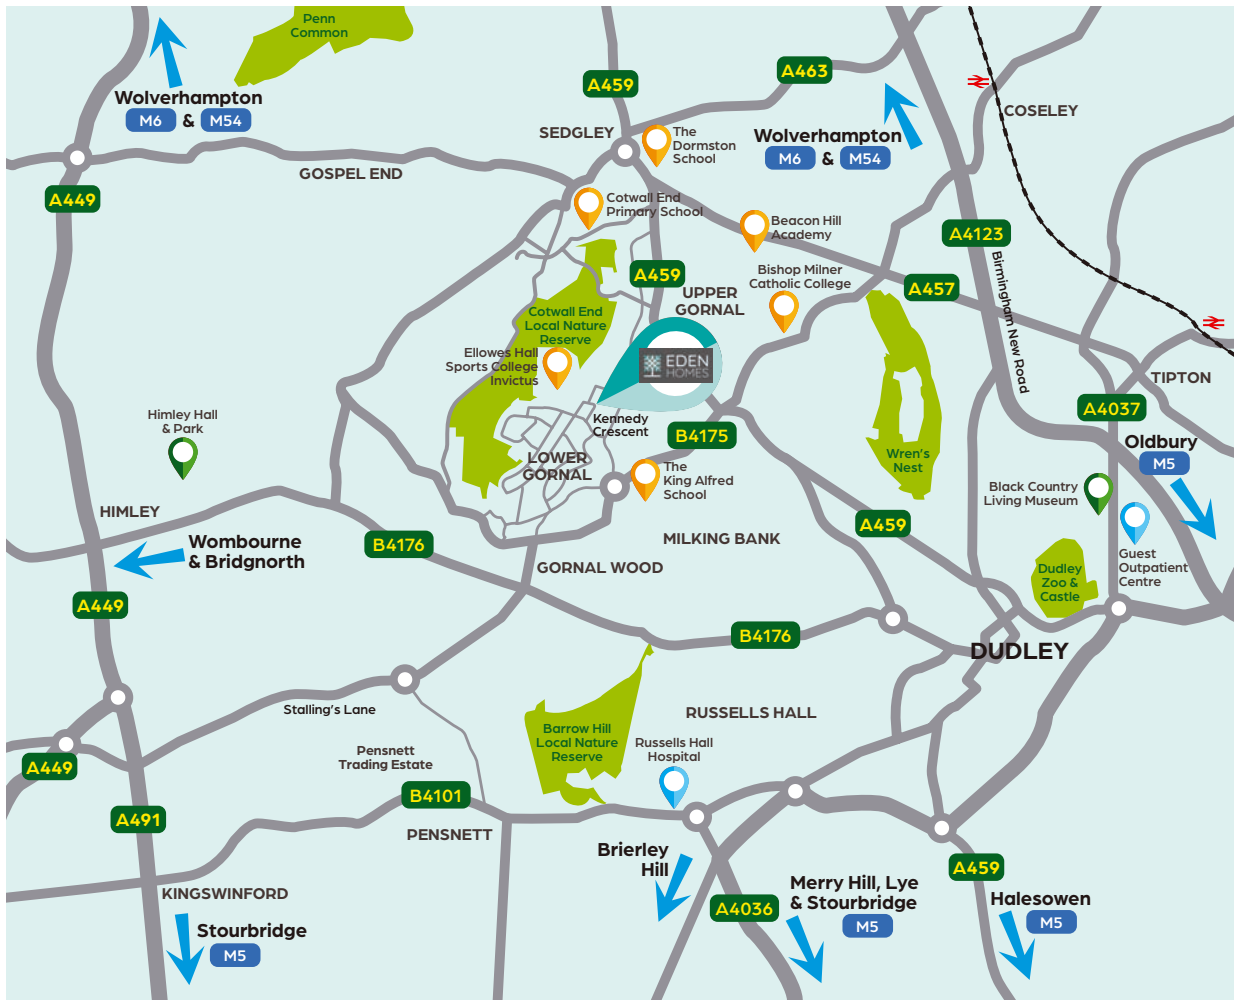 Penn
Common
Wolverhampton
M6 & M54
A459
A463
COSELEY
SEDGLEY
The
Dormston
School
Wolverhampton
M6 & M54
GOSPEL END
A449
Cotwall End
Primary School
Beacon Hill
Academy
A4123
Birmingham New Road
A459
Bishop Milner
Catholic College
A457
UPPER
GORNAL
Cotwall End
Local Nature
Reserve
Ellowes Hall
Sports College
Invictus
EDEN
HOMES
TIPTON
A4037
Himley Hall
& Park
Kennedy
Crescent
B4175
Oldbury
M5
LOWER
GORNAL
The
King Alfred
School
Wren's
Nest
Black Country
Living Museum
HIMLEY
A459
B4176
Wombourne
& Bridgnorth
MILKING BANK
GORNAL WOOD
Guest
Outpatient
Centre
Dudley
Zoo &
Castle
A449
B4176
DUDLEY
Stalling's Lane
RUSSELLS HALL
Barrow Hill
Local Nature
Reserve
Russells Hall
Hospital
Pensnett
Trading Estate
A449
B4101
A491
PENSNETT
Brierley
Hill
A459
KINGSWINFORD
Merry Hill, Lye
& Stourbridge
M5
A4036
Halesowen
M5
Stourbridge
M5